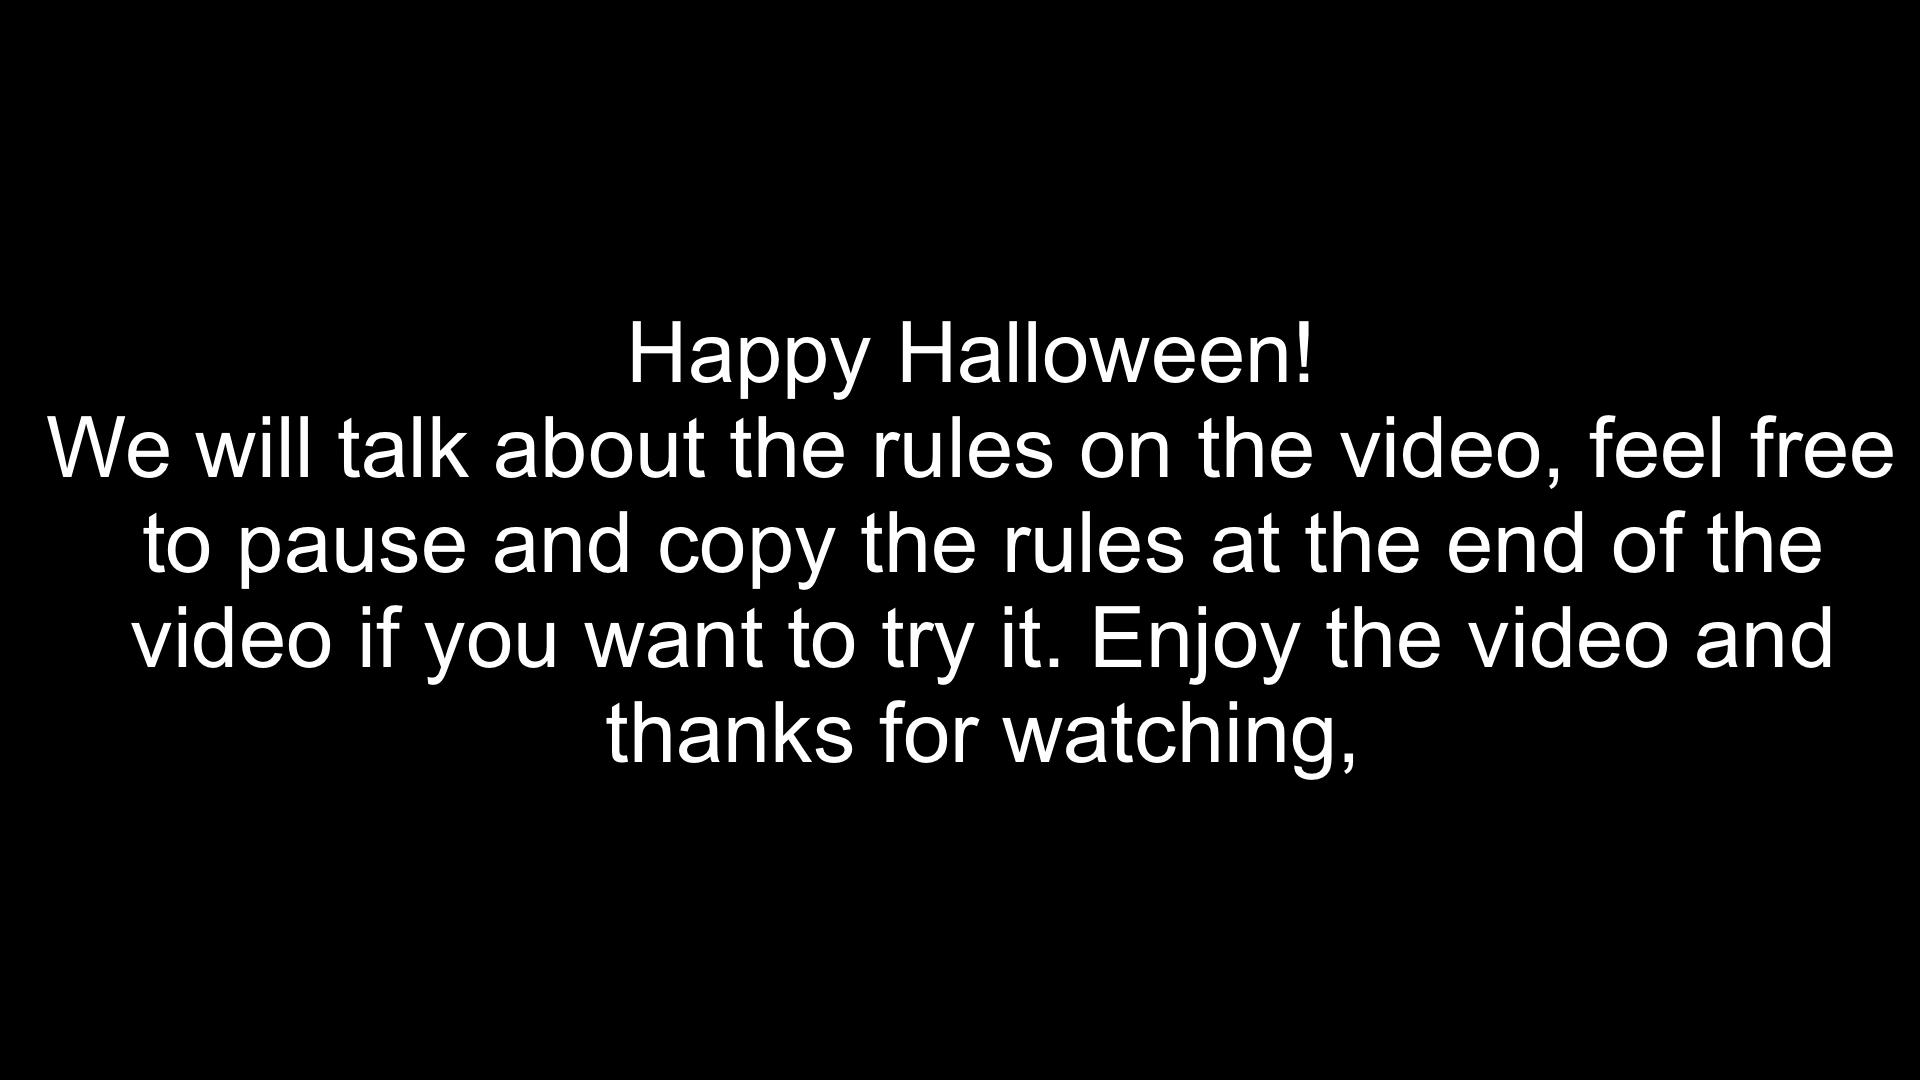 Happy Halloween!
We will talk about the rules on the video, feel free
to pause and copy the rules at the end of the
video if you want to try it. Enjoy the video and
thanks for watching,